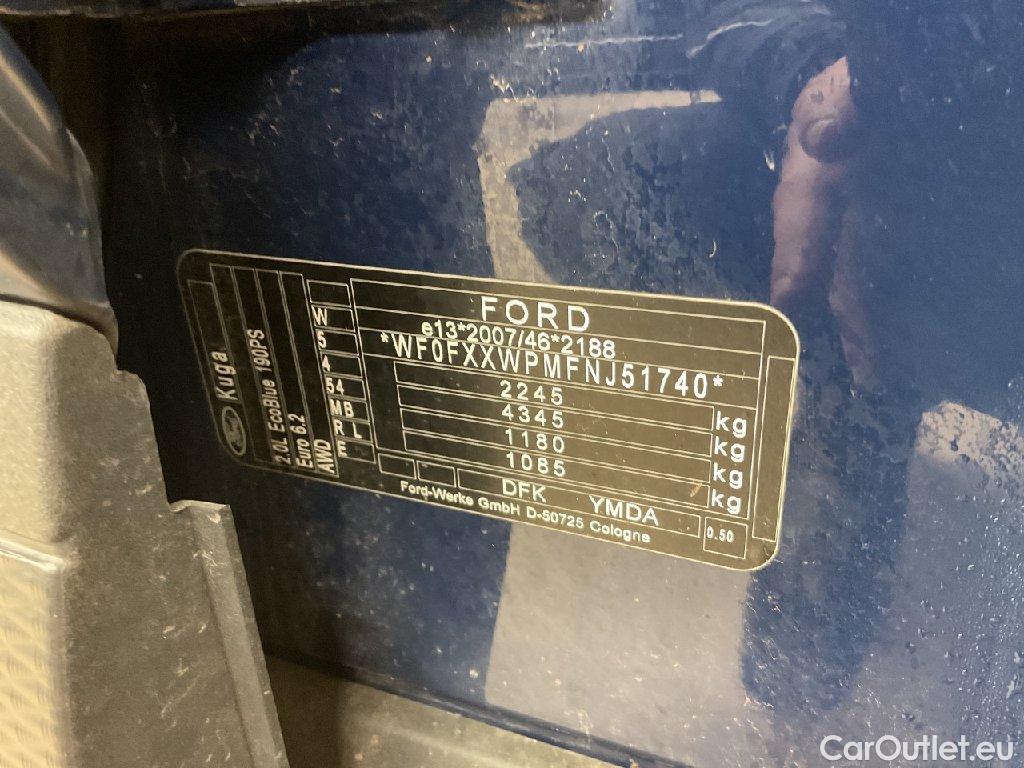 FORD
e13*2007/46*2188
*WF0FXXWPMFNJ51740*
2245 kg
4345 kg
1180 kg
1085 kg
DFK YMDA
0.50
Ford-Werke GmbH D-50725 Cologne
W
5
4
54
MB
R L
F
Ford
Kuga
2.0L EcoBlue 190PS
Euro 6.2
AWD
CarOutlet.eu